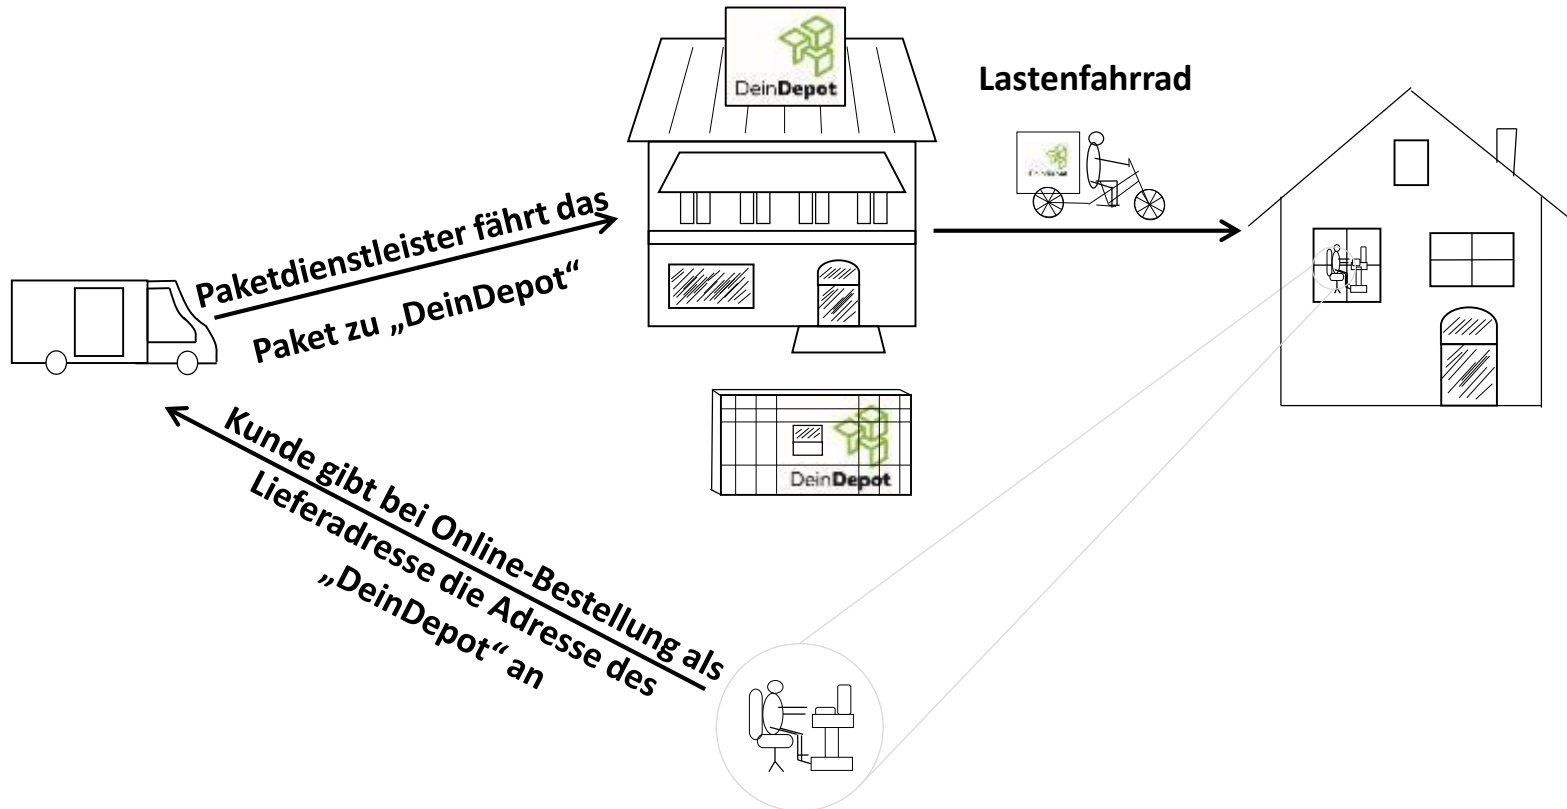 DeinDepot
Lastenfahrrad
Paketdienstleister fährt das
Paket zu „DeinDepot“
DeinDepot
Kunde gibt bei Online-Bestellung als
Lieferadresse die Adresse des
„DeinDepot“ an